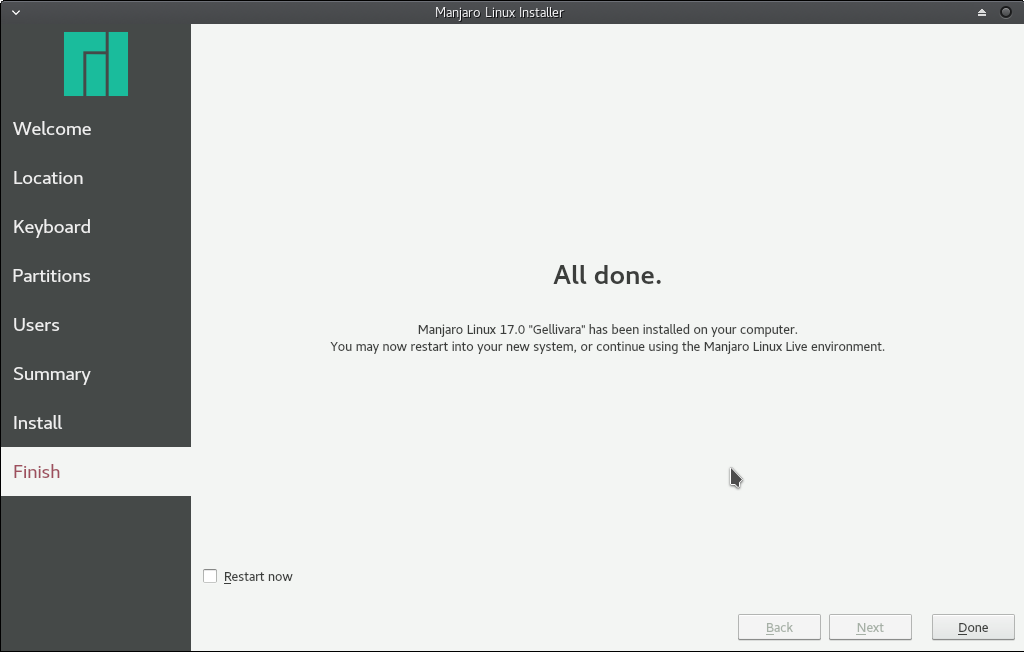 Manjaro Linux Installer
Welcome
Location
Keyboard
Partitions
Users
Summary
Install
Finish
All done.
Manjaro Linux 17.0 "Gellivara" has been installed on your computer.
You may now restart into your new system, or continue using the Manjaro Linux Live environment.
Restart now
Back Next Done